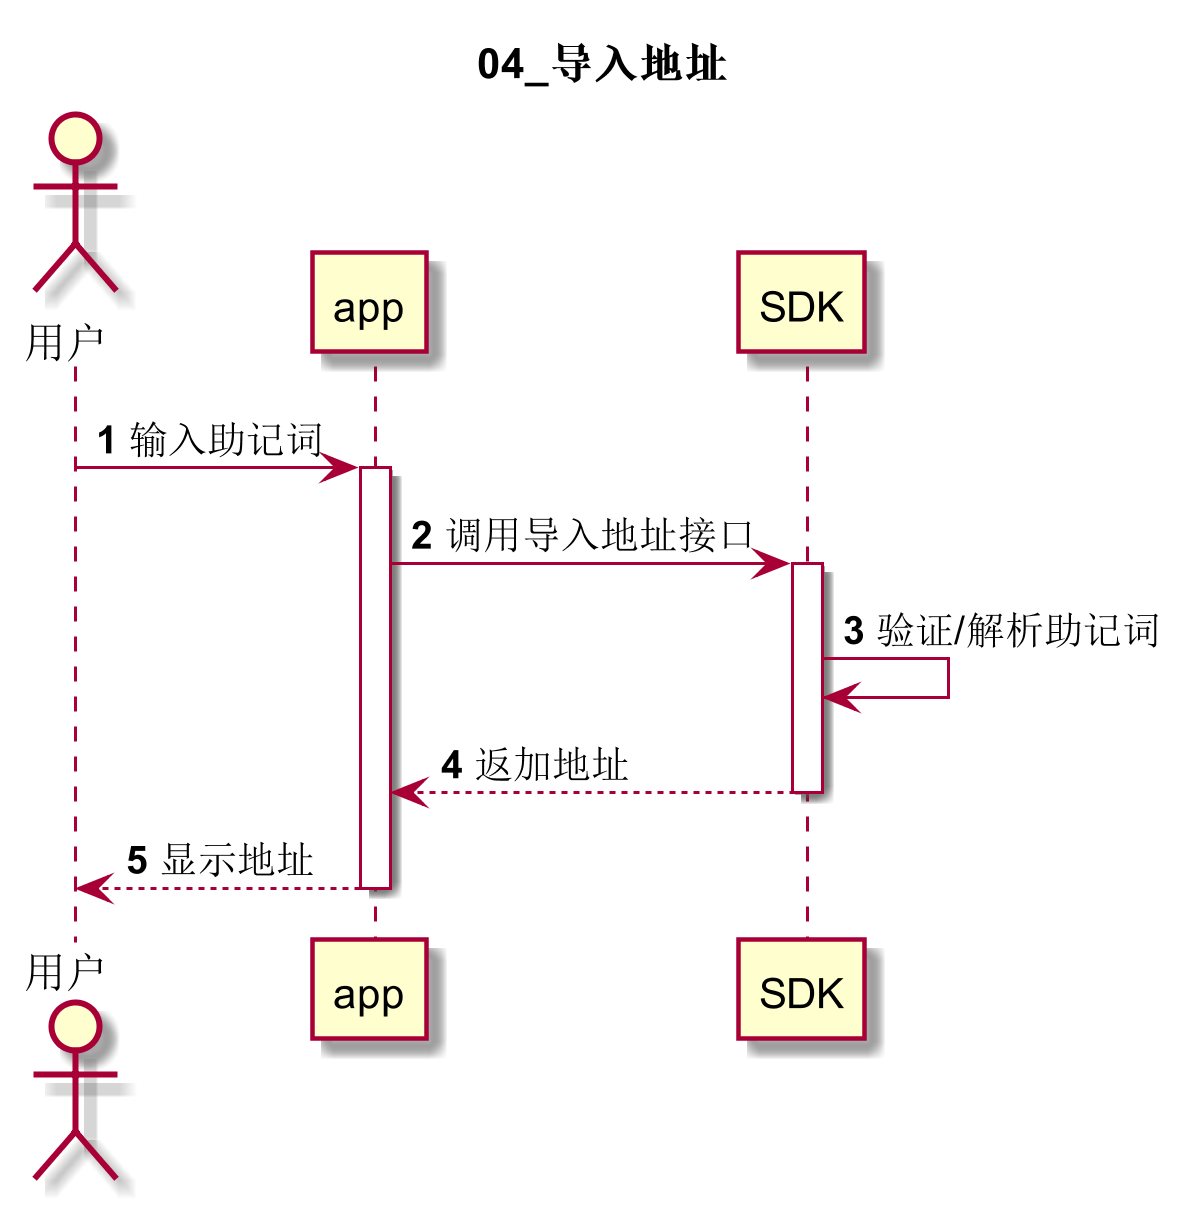 04_导入地址
用户
app
SDK
1 输入助记词
2 调用导入地址接口
3 验证/解析助记词
4 返加地址
5 显示地址
用户
app
SDK